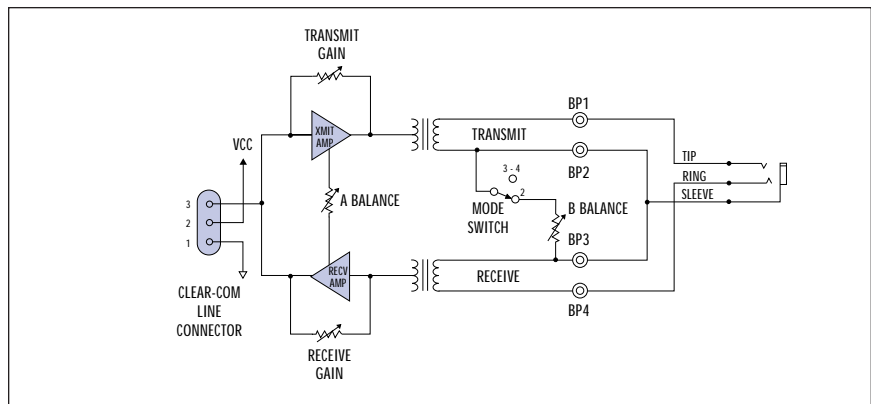 TRANSMIT
GAIN
BP1
XMIT
AMP
VCC
TRANSMIT
BP2
TIP
3 - 4
RING
3
A BALANCE
2
B BALANCE
SLEEVE
2
MODE
SWITCH
1
BP3
RECV
AMP
RECEIVE
CLEAR-COM
LINE
CONNECTOR
BP4
RECEIVE
GAIN